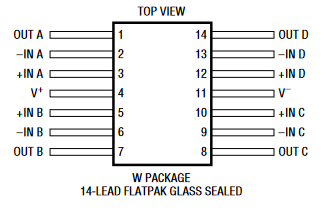 TOP VIEW
OUT A 1 14 OUT D
–IN A 2 13 –IN D
+IN A 3 12 +IN D
V+ 4 11 V–
+IN B 5 10 +IN C
–IN B 6 9 –IN C
OUT B 7 8 OUT C
W PACKAGE
14-LEAD FLATPAK GLASS SEALED